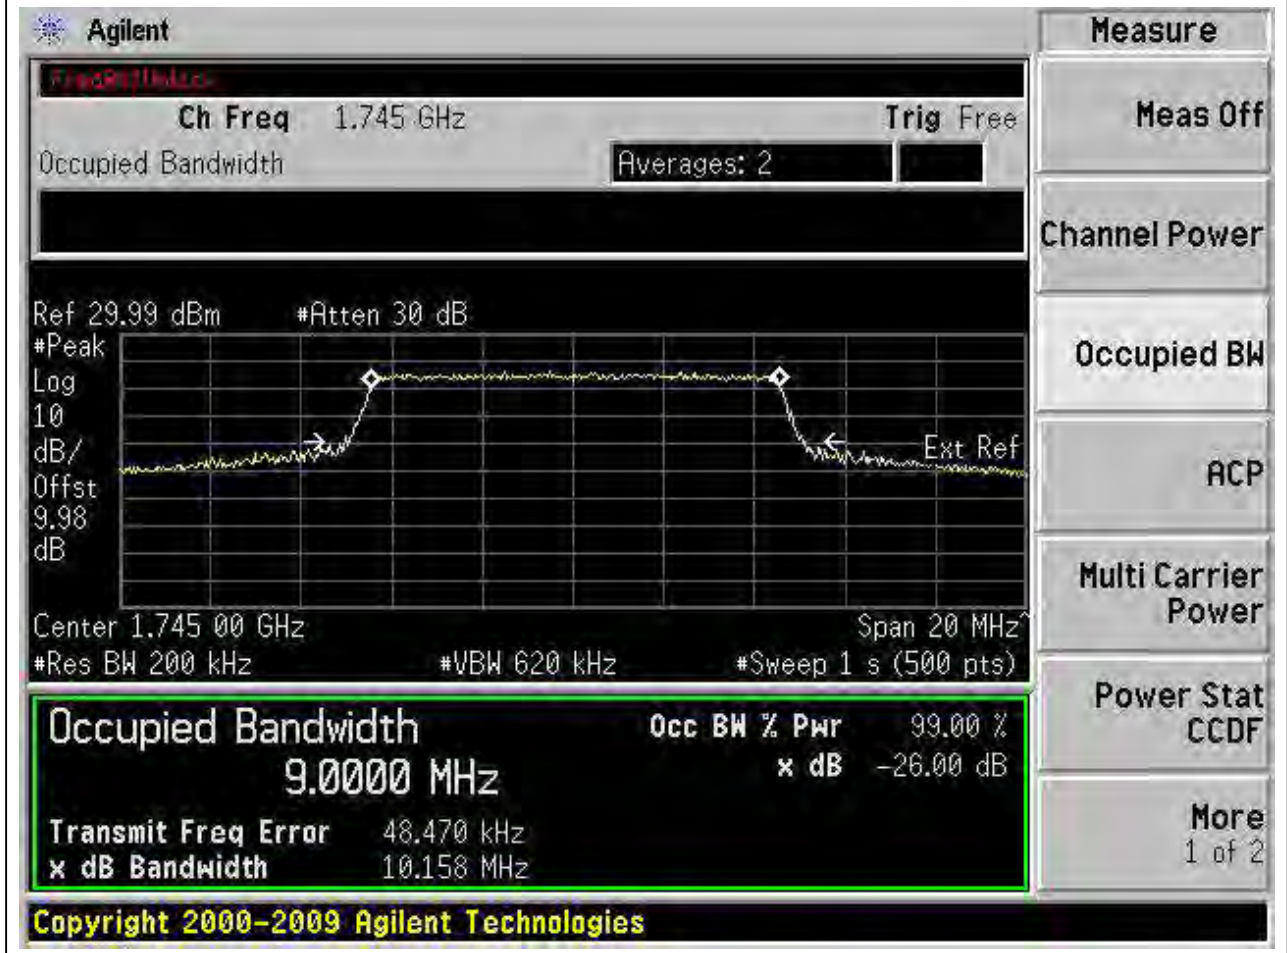 Agilent
Measure
Ch Freq 1.745 GHz
Trig Free
Occupied Bandwidth
Averages: 2
Meas Off
Channel Power
Occupied BW
ACP
Multi Carrier
Power
Power Stat
CCDF
More
1 of 2
Ref 29.99 dBm #Atten 30 dB
#Peak
Log
10
dB/
Offst
9.98
dB
Ext Ref
Center 1.745 00 GHz
Span 20 MHz^
#Res BW 200 kHz #VBW 620 kHz #Sweep 1 s (500 pts)
Occupied Bandwidth
9.0000 MHz
Occ BW % Pwr 99.00 %
x dB -26.00 dB
Transmit Freq Error 48.470 kHz
x dB Bandwidth 10.158 MHz
Copyright 2000-2009 Agilent Technologies